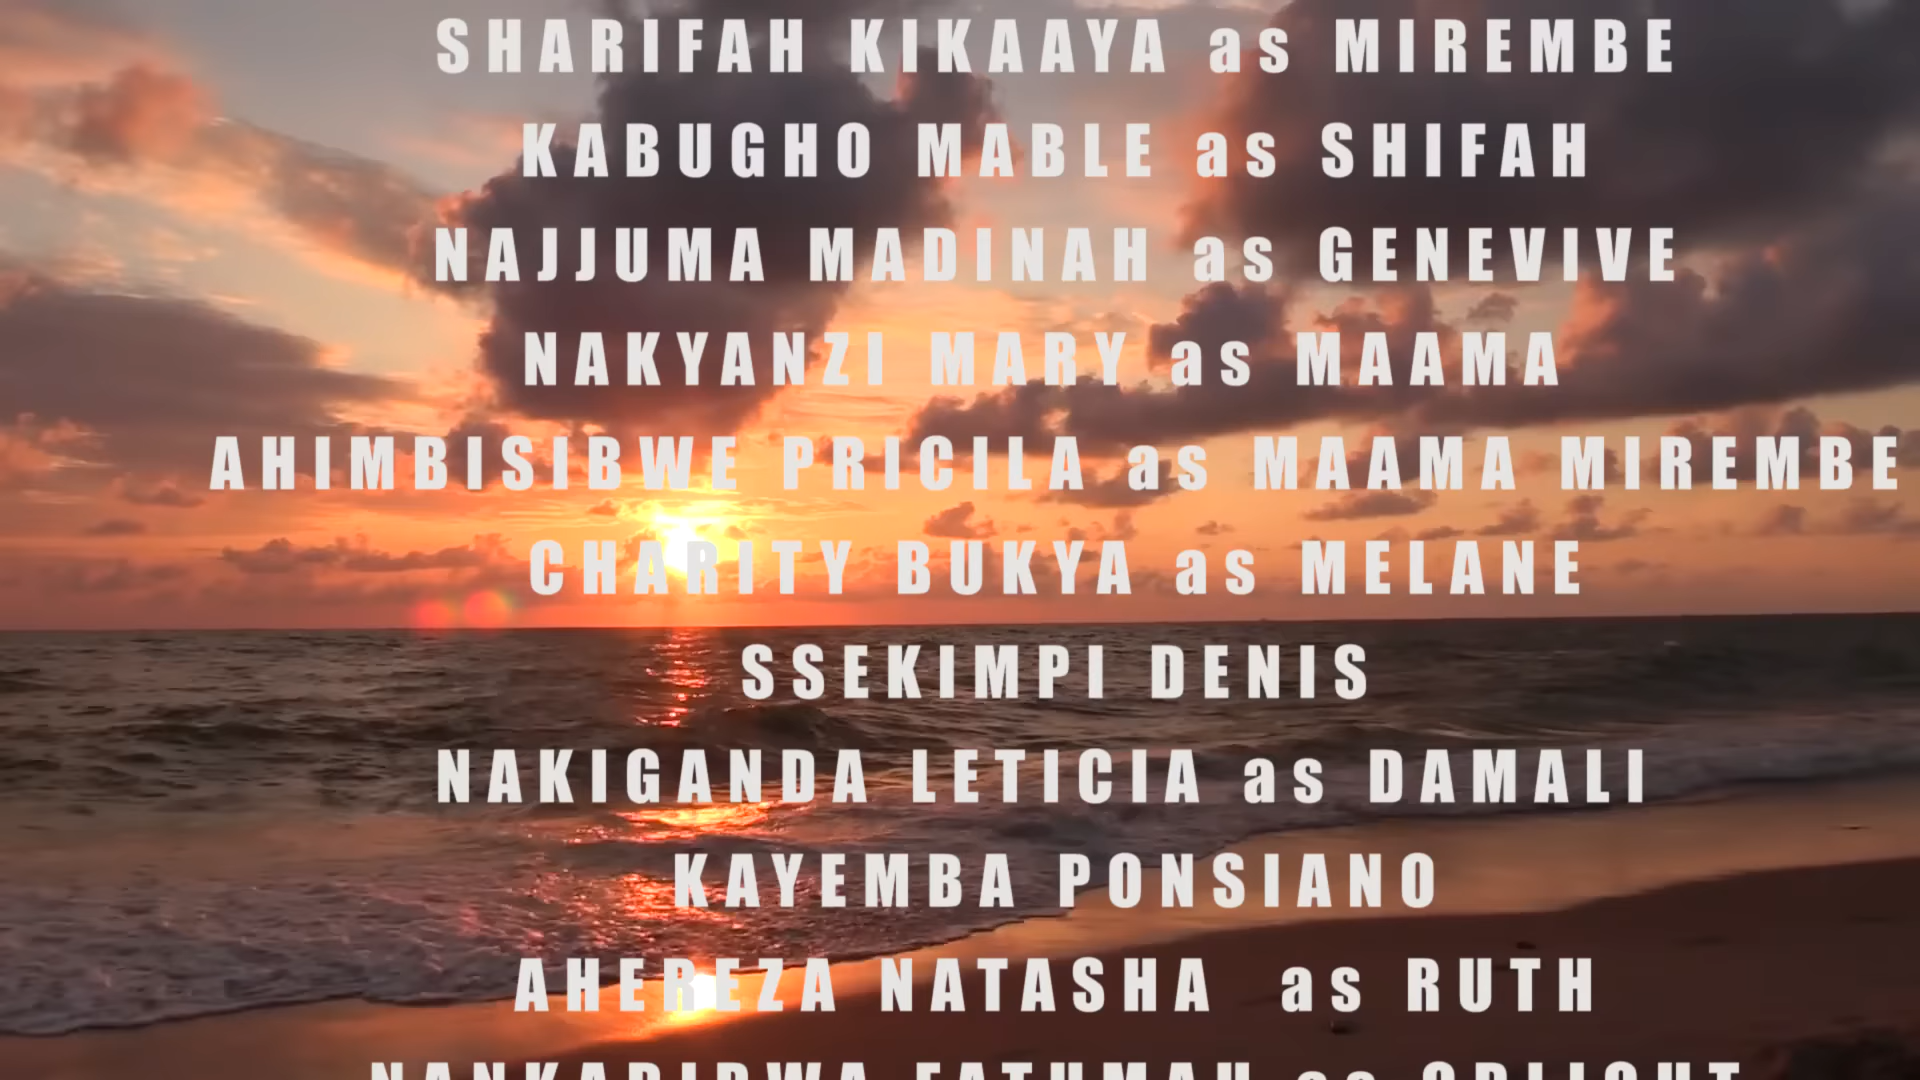 SHARIFAH KIKAAYA as MIREMBE
KABUGHO MABLE as SHIFAH
NAJJUMA MADINAH as GENEVIVE
NAKYANZI MARY as MAAMA
AHIMBISIBWE PRICILA as MAAMA MIREMBE
CHARITY BUKYA as MELANE
SSEKIMPI DENIS
NAKIGANDA LETICIA as DAMALI
KAYEMBA PONSIANO
AHEREZA NATASHA as RUTH
as